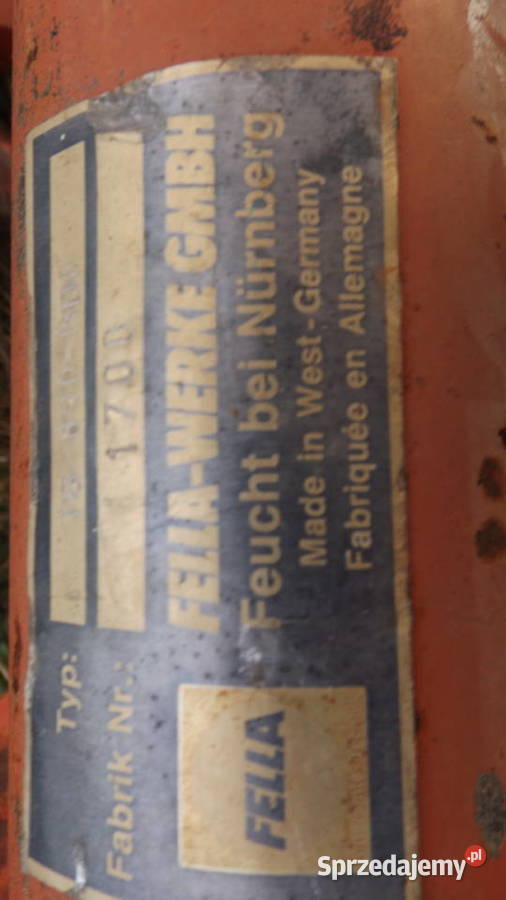 Typ:
Fabrik Nr.: 1700
FELLA-WERKE GMBH
Feucht bei Nürnberg
Made in West-Germany
Fabriquée en Allemagne
FELLA
Sprzedajemy.pl